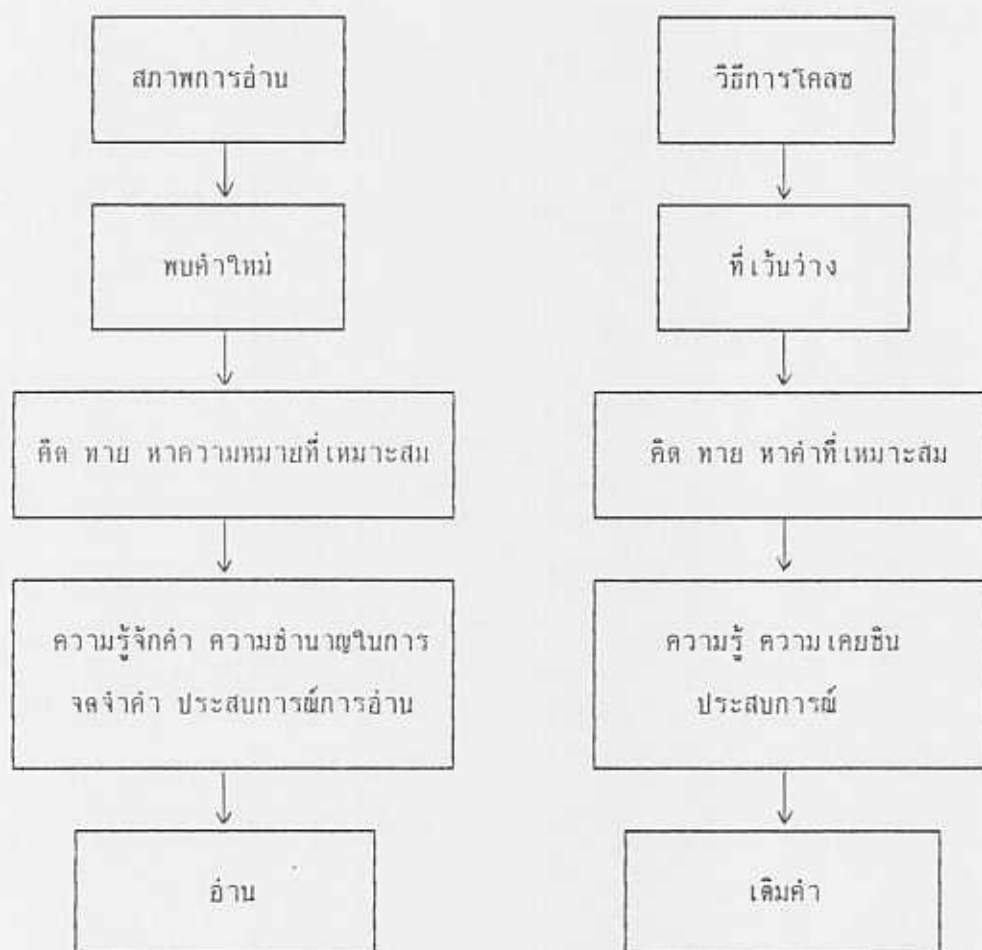 สภาพการอ่าน
พบคำใหม่
คิด ทาย หาความหมายที่เหมาะสม
ความรู้จักคำ ความชำนาญในการ
จดจำคำ ประสบการณ์การอ่าน
อ่าน
วิธีการโคลซ
ที่เว้นว่าง
คิด ทาย หาคำที่เหมาะสม
ความรู้ ความเคยชิน
ประสบการณ์
เติมคำ